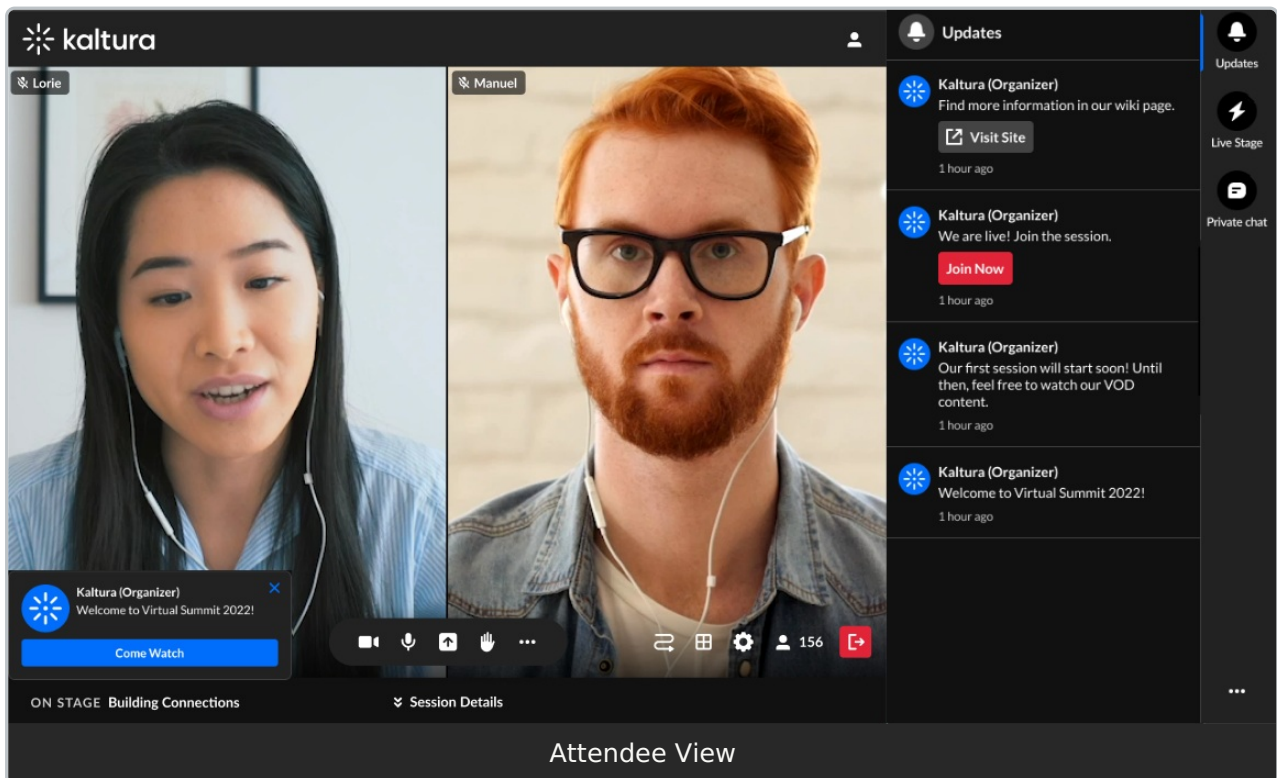 kaltura
Lorie
Manuel
Kaltura (Organizer)
Welcome to Virtual Summit 2022!
Come Watch
156
ON STAGE Building Connections
Session Details
Updates
Kaltura (Organizer)
Find more information in our wiki page.
Visit Site
1 hour ago
Kaltura (Organizer)
We are live! Join the session.
Join Now
1 hour ago
Kaltura (Organizer)
Our first session will start soon! Until
then, feel free to watch our VOD
content.
1 hour ago
Kaltura (Organizer)
Welcome to Virtual Summit 2022!
1 hour ago
Updates
Live Stage
Private chat
Attendee View